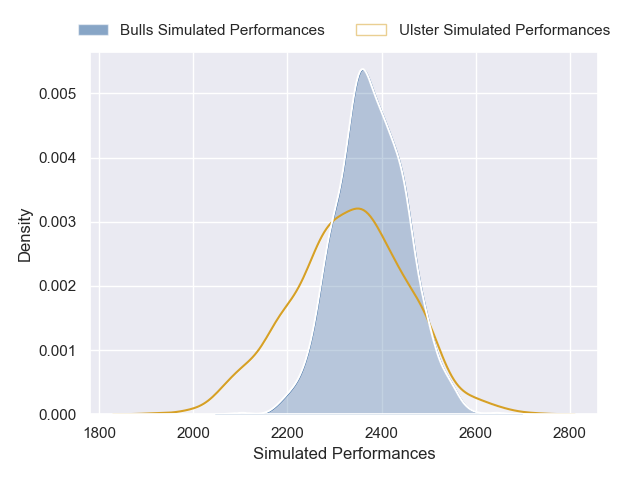 Bulls Simulated Performances Ulster Simulated Performances
0.005
0.004
0.003
0.002
0.001
0.000
Density
1800 2000 2200 2400 2600 2800
Simulated Performances